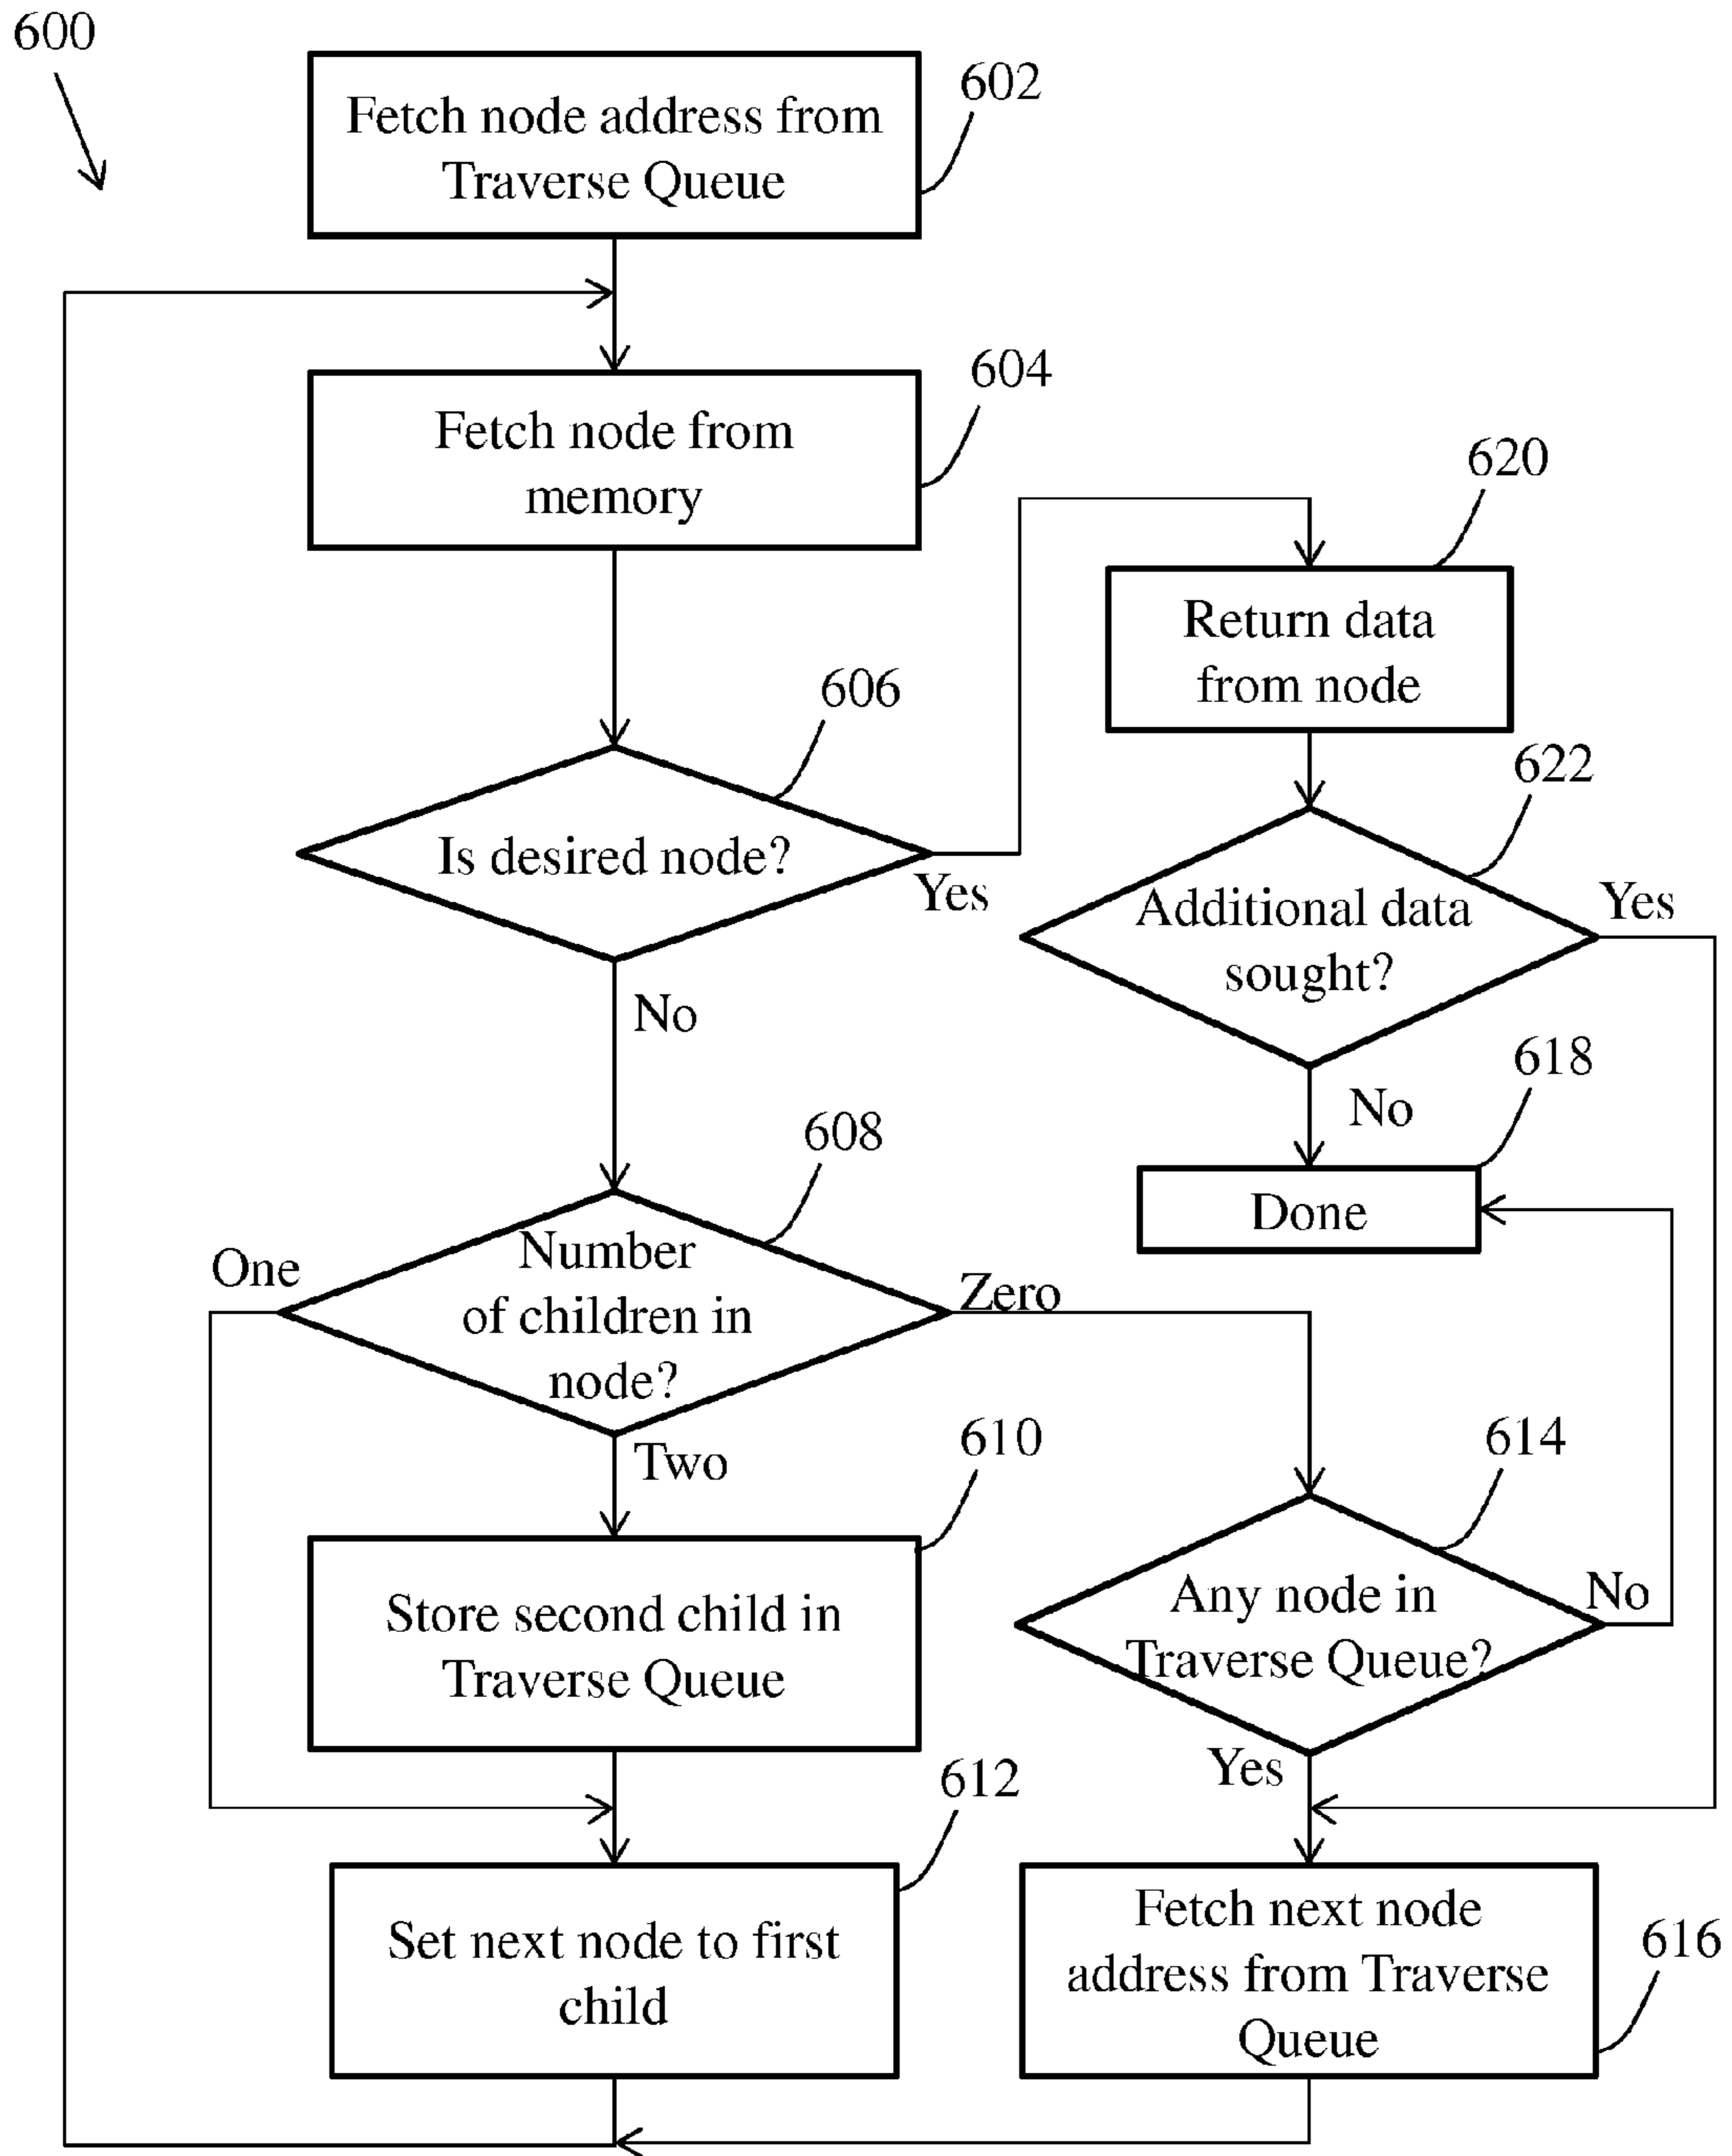 600
602
Fetch node address from
Traverse Queue
604
Fetch node from
memory
620
Return data
from node
606
Is desired node?
Yes
622
Additional data
sought?
Yes
No
No
618
Done
608
Number
of children in
node?
One
Zero
Two
610
Store second child in
Traverse Queue
614
Any node in
Traverse Queue?
No
Yes
612
Set next node to first
child
616
Fetch next node
address from Traverse
Queue